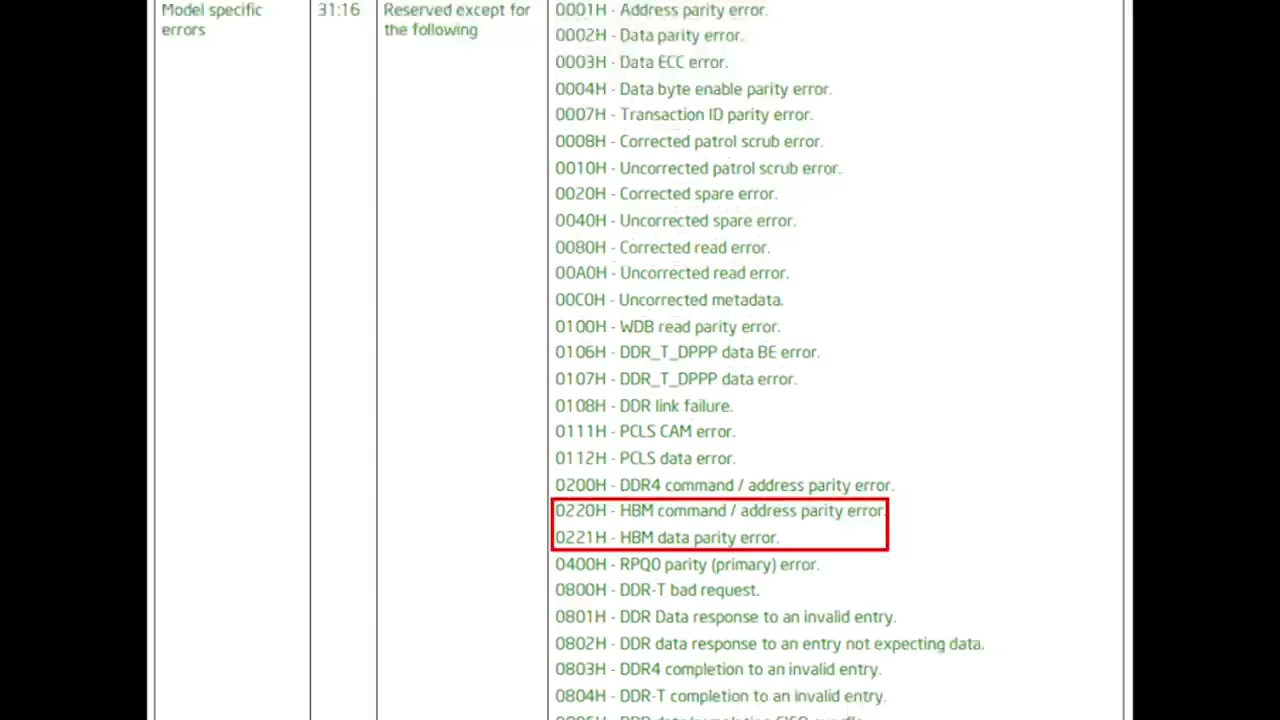 Model specific errors
31:16
Reserved except for the following
0001H - Address parity error.
0002H - Data parity error.
0003H - Data ECC error.
0004H - Data byte enable parity error.
0007H - Transaction ID parity error.
0008H - Corrected patrol scrub error.
0010H - Uncorrected patrol scrub error.
0020H - Corrected spare error.
0040H - Uncorrected spare error.
0080H - Corrected read error.
00A0H - Uncorrected read error.
00C0H - Uncorrected metadata.
0100H - WDB read parity error.
0106H - DDR_T_DPPP data BE error.
0107H - DDR_T_DPPP data error.
0108H - DDR link failure.
0111H - PCLS CAM error.
0112H - PCLS data error.
0200H - DDR4 command / address parity error.
0220H - HBM command / address parity error.
0221H - HBM data parity error.
0400H - RPQ0 parity (primary) error.
0800H - DDR-T bad request.
0801H - DDR Data response to an invalid entry.
0802H - DDR data response to an entry not expecting data.
0803H - DDR4 completion to an invalid entry.
0804H - DDR-T completion to an invalid entry.